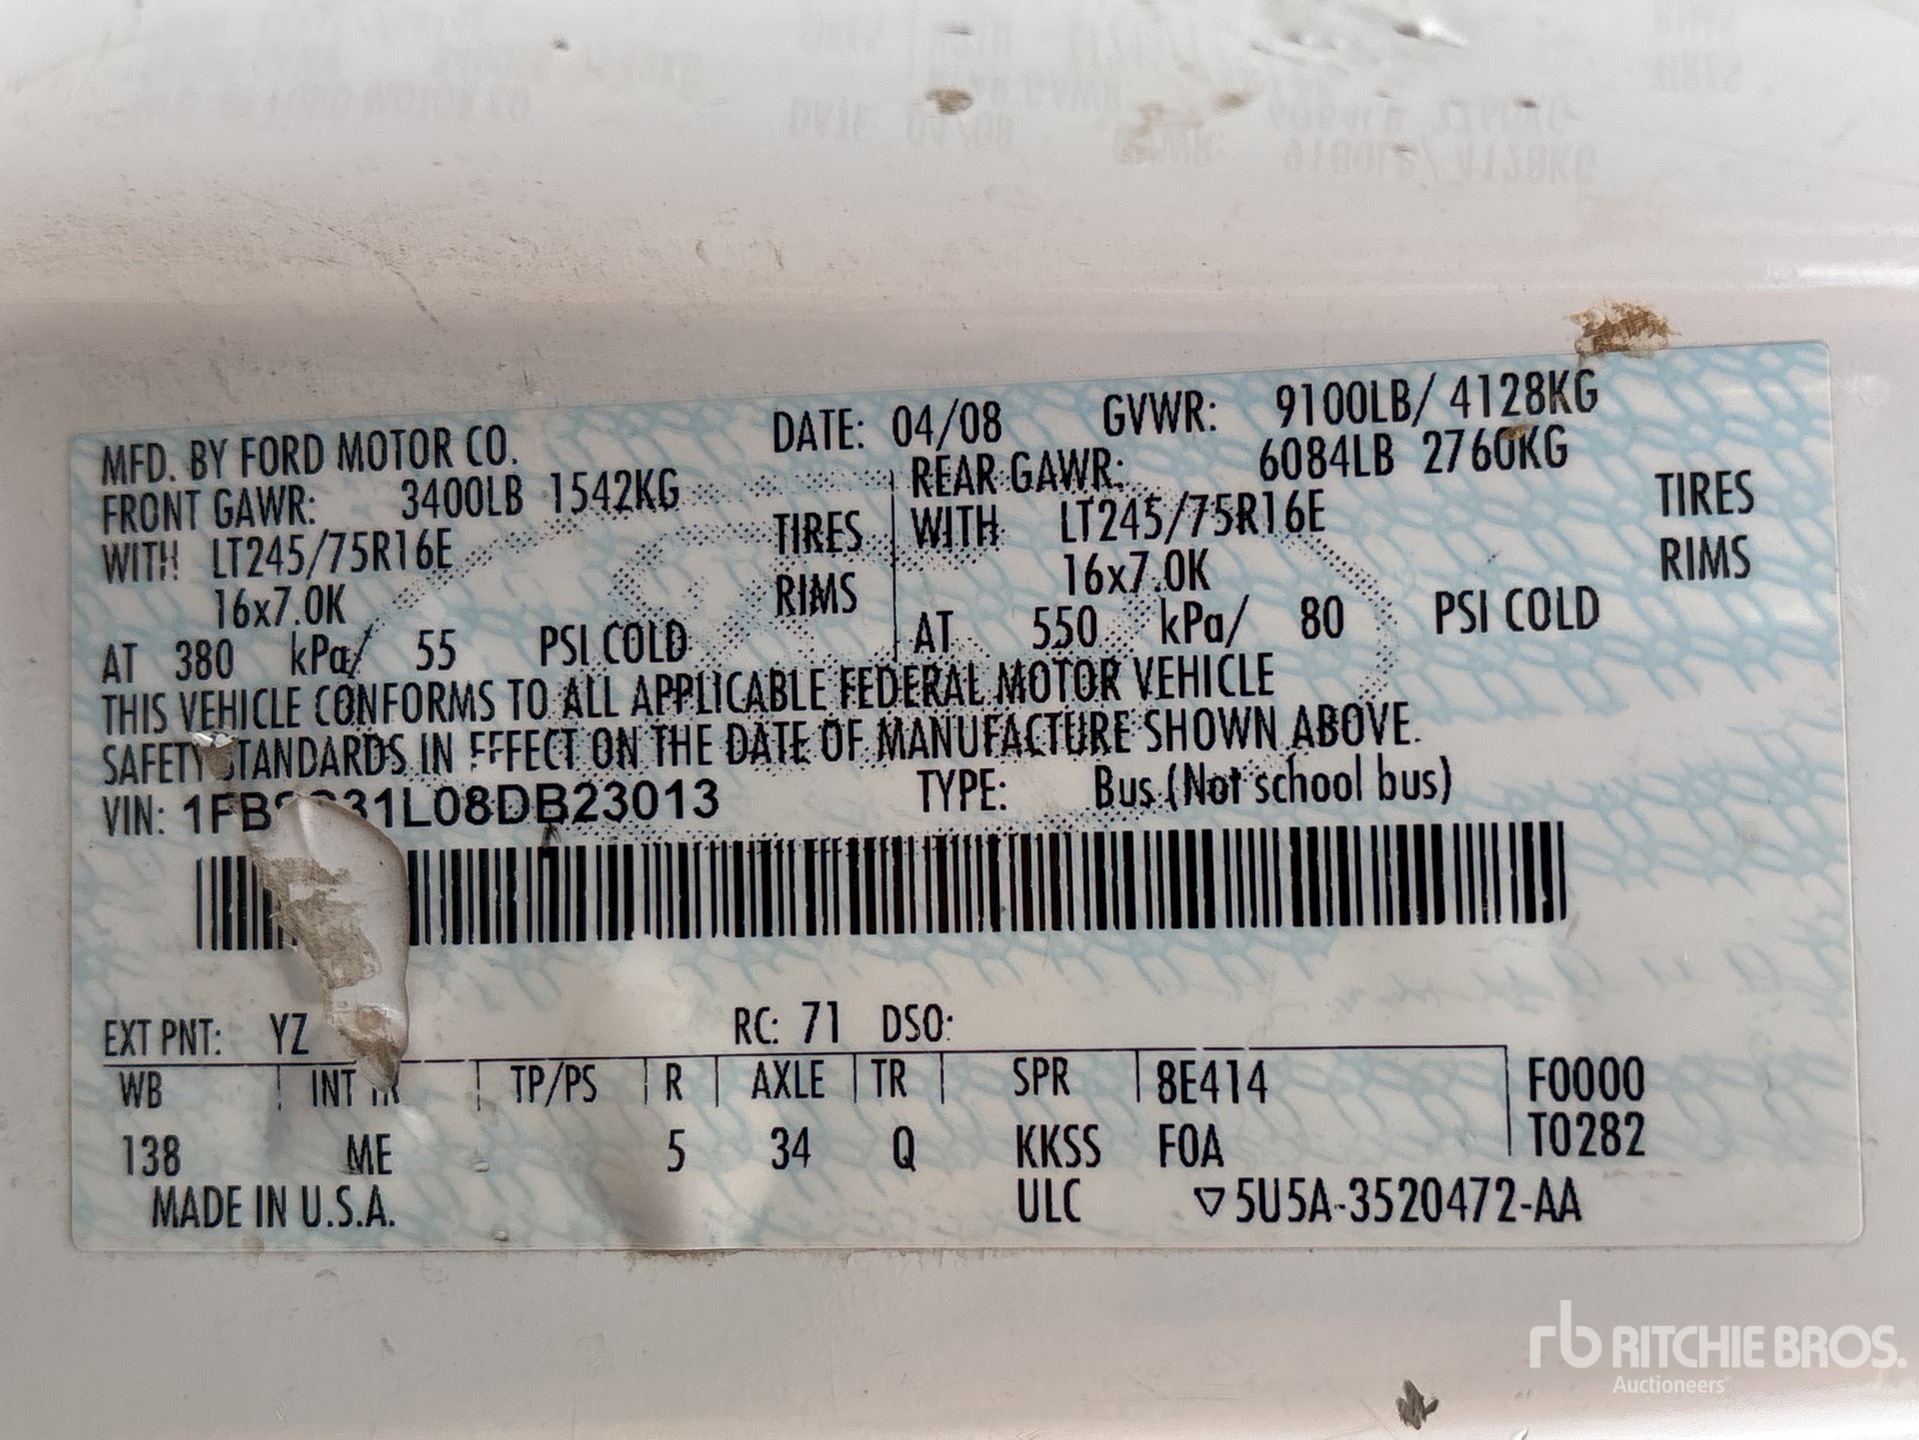 MFD. BY FORD MOTOR CO. DATE: 04/08 GVWR: 9100LB/ 4128KG
FRONT GAWR: 3400LB 1542KG REAR GAWR: 6084LB 2760KG
WITH LT245/75R16E TIRES WITH LT245/75R16E TIRES
16x7.0K RIMS 16x7.0K RIMS
AT 380 kPa/ 55 PSI COLD AT 550 kPa/ 80 PSI COLD
THIS VEHICLE CONFORMS TO ALL APPLICABLE FEDERAL MOTOR VEHICLE
SAFETY STANDARDS IN EFFECT ON THE DATE OF MANUFACTURE SHOWN ABOVE.
VIN: TYPE: Bus (Not school bus)
EXT PNT: YZ RC: 71 DSO:
WB INT TR TP/PS R AXLE TR SPR 8E414 F0000
138 ME 5 34 Q KKSS FOA T0282
MADE IN U.S.A. ULC ▽5U5A-3520472-AA
rb RITCHIE BROS.
Auctioneers